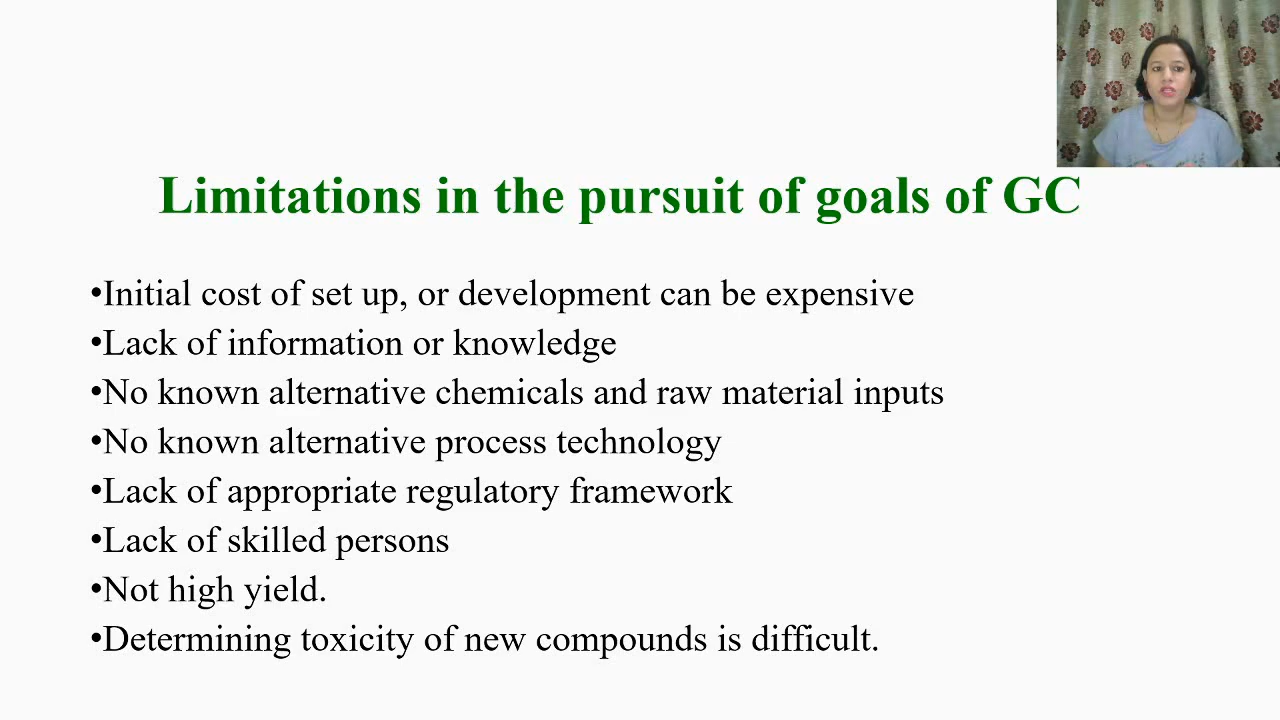 Limitations in the pursuit of goals of GC
•Initial cost of set up, or development can be expensive
•Lack of information or knowledge
•No known alternative chemicals and raw material inputs
•No known alternative process technology
•Lack of appropriate regulatory framework
•Lack of skilled persons
•Not high yield.
•Determining toxicity of new compounds is difficult.